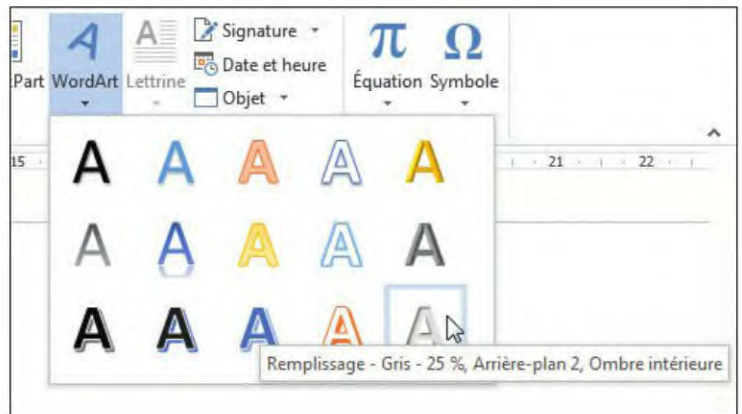 Signature
Date et heure
Objet
Part WordArt Lettrine
Équation Symbole
15 21 22
A A A A A
A A A A A
A A A A A
Remplissage - Gris - 25 %, Arrière-plan 2, Ombre intérieure